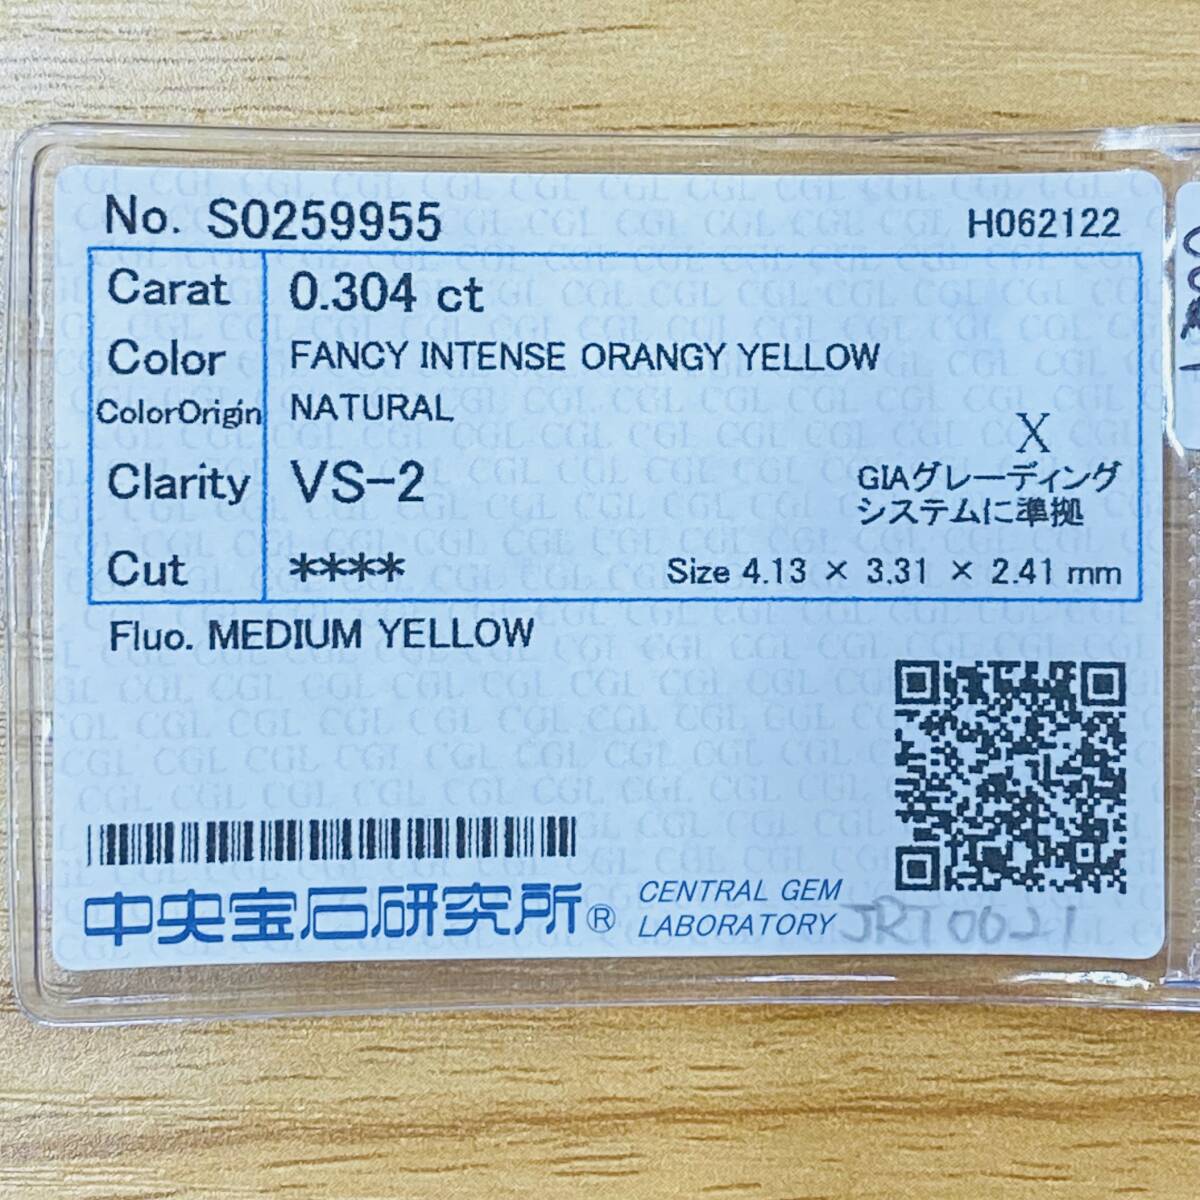 No. S0259955 H062122
Carat 0.304 ct
Color FANCY INTENSE ORANGY YELLOW
ColorOrigin NATURAL
X
Clarity VS-2 GIAグレーディング
システムに準拠
Cut **** Size 4.13 × 3.31 × 2.41 mm
Fluo. MEDIUM YELLOW
中央宝石研究所® CENTRAL GEM
LABORATORY JRT0021